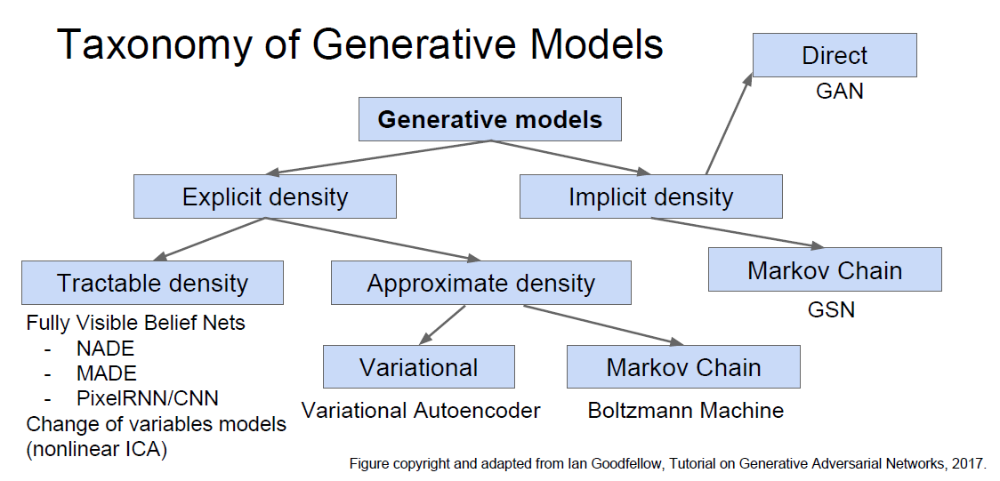 Taxonomy of Generative Models
Direct
GAN
Generative models
Explicit density
Implicit density
Tractable density
Approximate density
Markov Chain
GSN
Fully Visible Belief Nets
- NADE
- MADE
- PixelRNN/CNN
Change of variables models
(nonlinear ICA)
Variational
Variational Autoencoder
Markov Chain
Boltzmann Machine
Figure copyright and adapted from Ian Goodfellow, Tutorial on Generative Adversarial Networks, 2017.